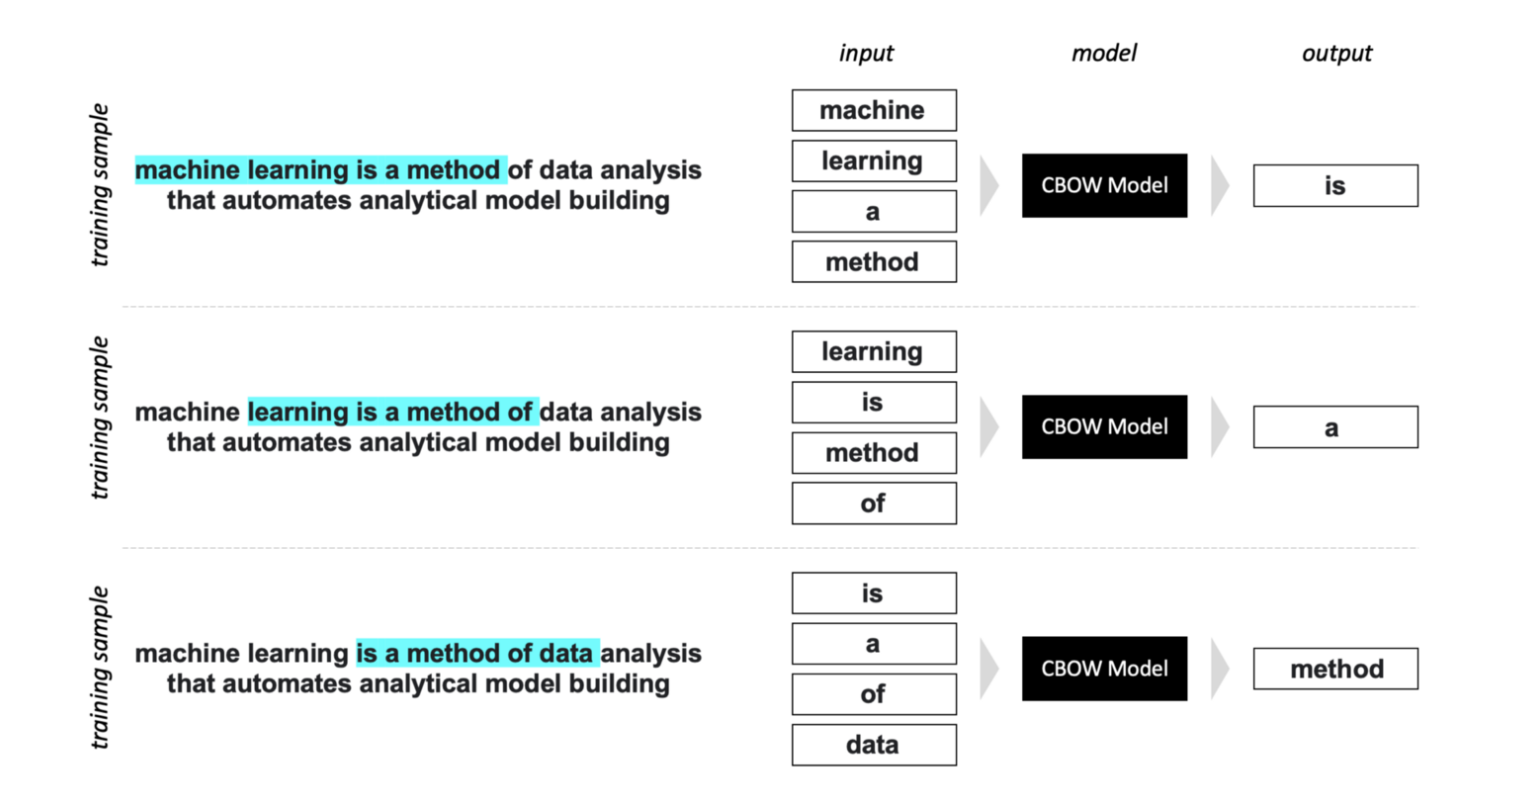 input model output
training sample
machine learning is a method of data analysis
that automates analytical model building
machine
learning
a
method
CBOW Model
is
training sample
machine learning is a method of data analysis
that automates analytical model building
learning
is
method
of
CBOW Model
a
training sample
machine learning is a method of data analysis
that automates analytical model building
is
a
of
data
CBOW Model
method